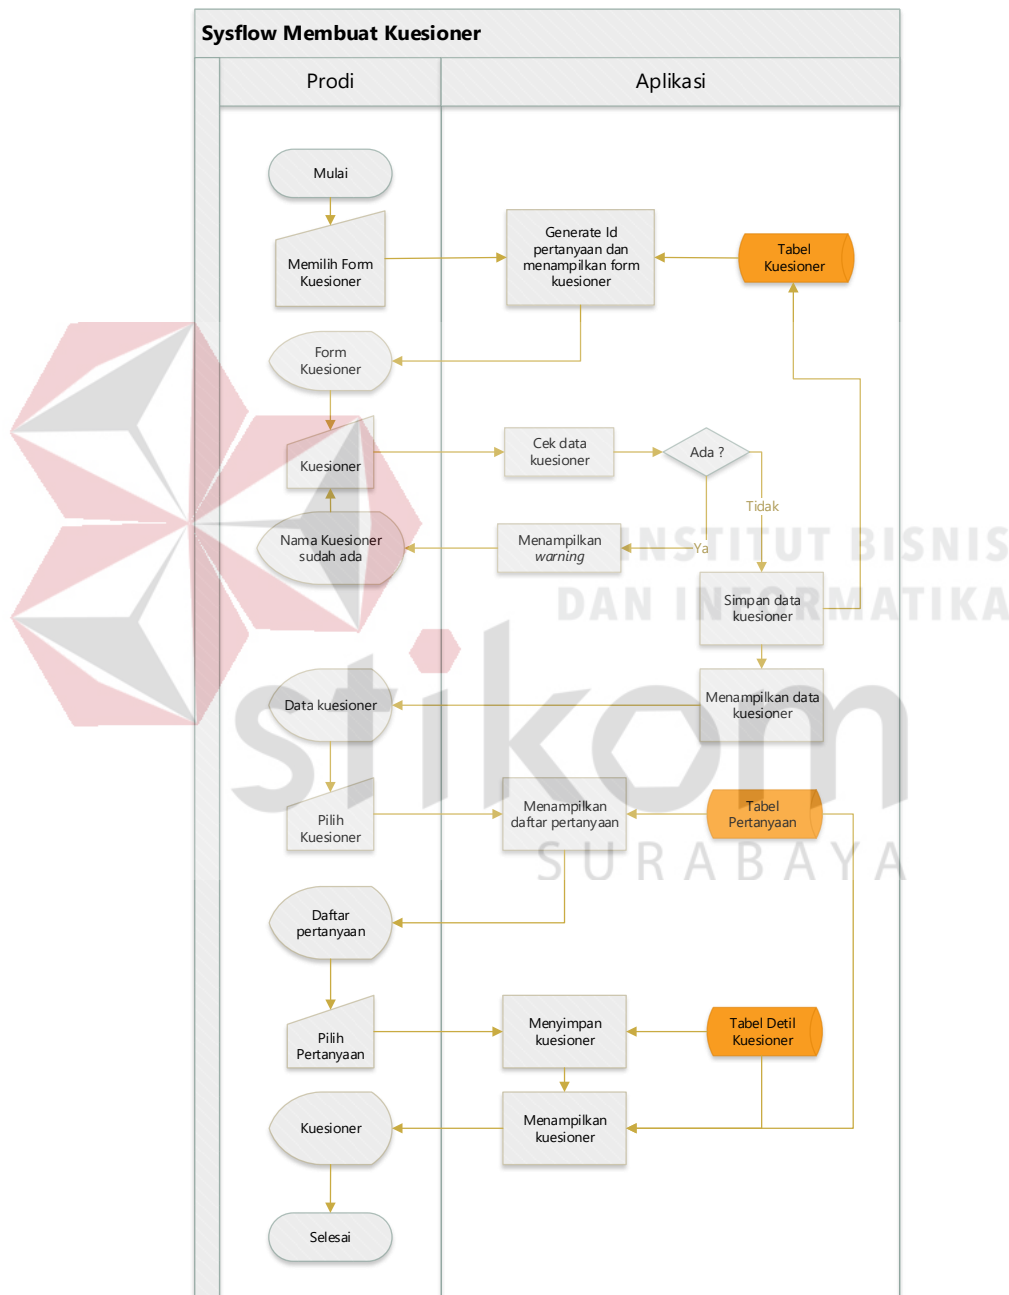 Sysflow Membuat Kuesioner
Prodi
Aplikasi
Mulai
Memilih Form
Kuesioner
Generate Id
pertanyaan dan
menampilkan form
kuesioner
Tabel
Kuesioner
Form
Kuesioner
Kuesioner
Cek data
kuesioner
Ada ?
Tidak
Ya
Nama Kuesioner
sudah ada
Menampilkan
warning
INSTITUT BISNIS
DAN INFORMATIKA
Simpan data
kuesioner
stikom
Data kuesioner
Menampilkan data
kuesioner
Pilih
Kuesioner
Menampilkan
daftar pertanyaan
Tabel
Pertanyaan
SURABAYA
Daftar
pertanyaan
Pilih
Pertanyaan
Menyimpan
kuesioner
Tabel Detil
Kuesioner
Kuesioner
Menampilkan
kuesioner
Selesai